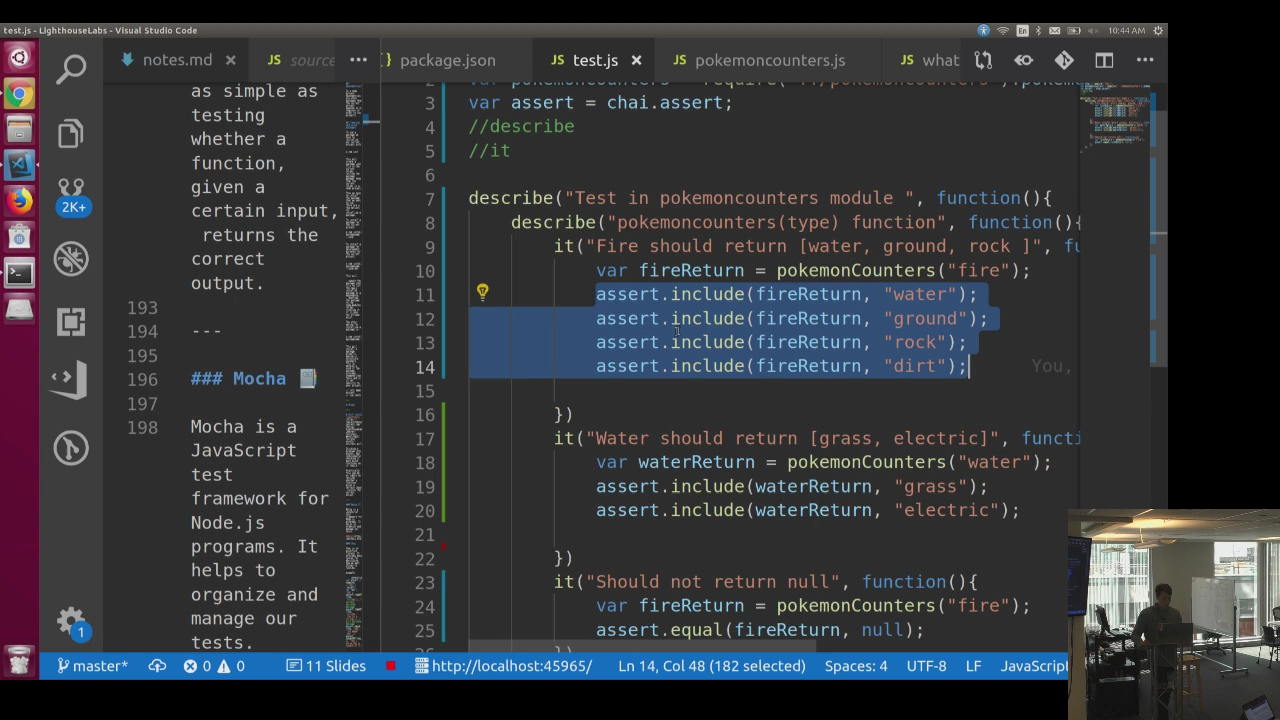 test.js - LighthouseLabs - Visual Studio Code
En
10:44 AM
notes.md
JS source
package.json
JS test.js
JS pokemoncounters.js
JS what
as simple as
testing
whether a
function,
given a
certain input,
returns the
correct
output.
193
194 ---
195
196 ### Mocha
197
198 Mocha is a
JavaScript
test
framework for
Node.js
programs. It
helps to
organize and
manage our
tests.
2K+
1
3 var assert = chai.assert;
4 //describe
5 //it
6
7 describe("Test in pokemoncounters module ", function(){
8 describe("pokemoncounters(type) function", function(){
9 it("Fire should return [water, ground, rock ]", fu
10 var fireReturn = pokemonCounters("fire");
11 assert.include(fireReturn, "water");
12 assert.include(fireReturn, "ground");
13 assert.include(fireReturn, "rock");
14 assert.include(fireReturn, "dirt"); You,
15
16 })
17 it("Water should return [grass, electric]", functi
18 var waterReturn = pokemonCounters("water");
19 assert.include(waterReturn, "grass");
20 assert.include(waterReturn, "electric");
21
22 })
23 it("Should not return null", function(){
24 var fireReturn = pokemonCounters("fire");
25 assert.equal(fireReturn, null);
master* 0 0 11 Slides http://localhost:45965/ Ln 14, Col 48 (182 selected) Spaces: 4 UTF-8 LF JavaScript